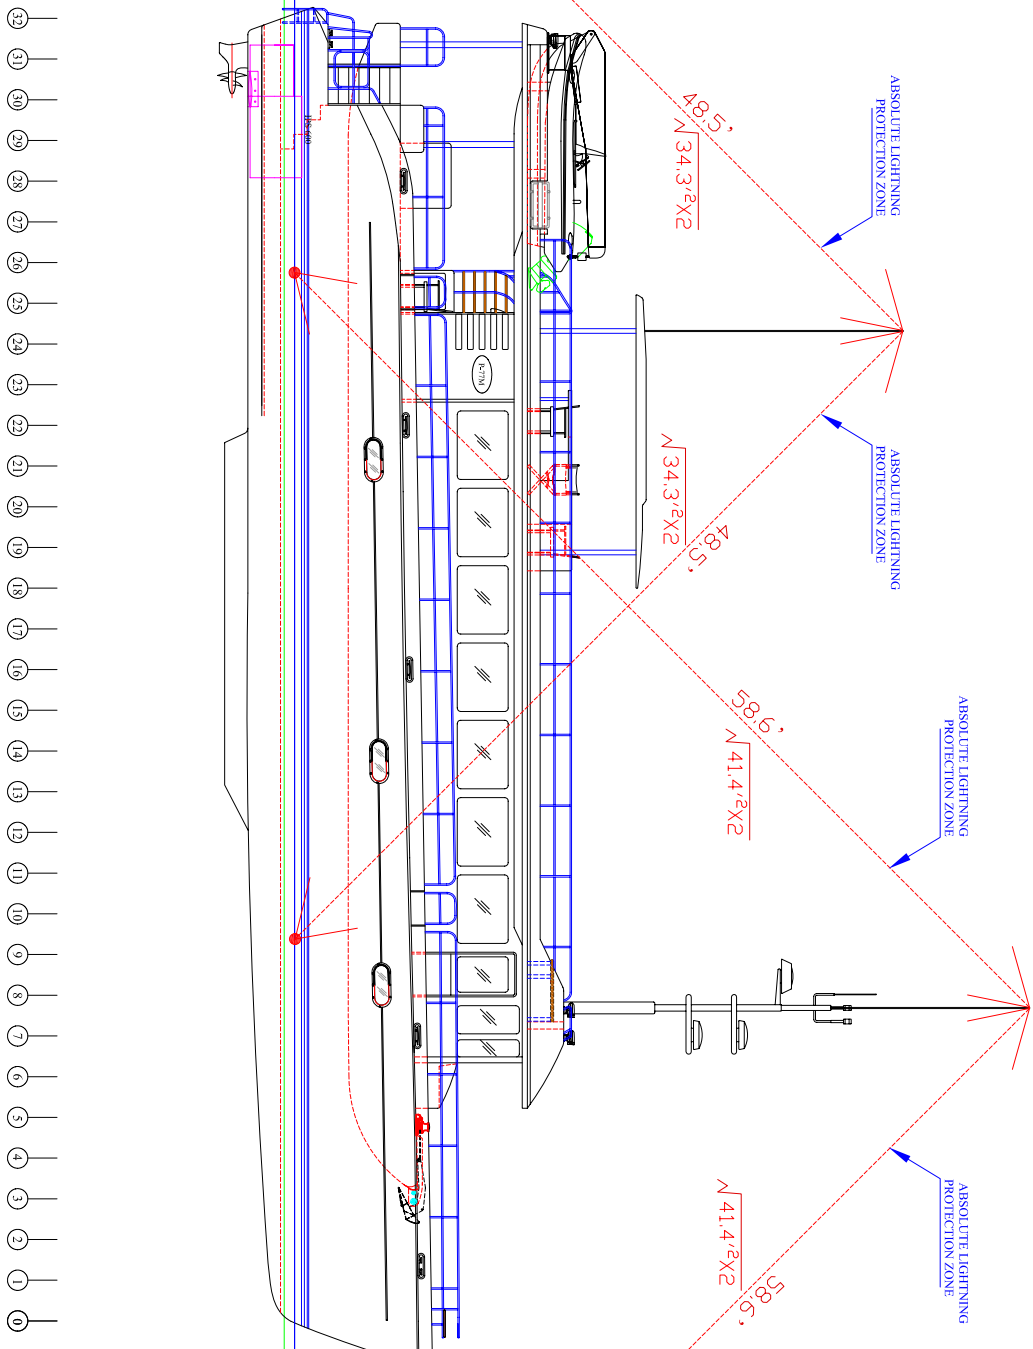 ABSOLUTE LIGHTNING
PROTECTION ZONE
ABSOLUTE LIGHTNING
PROTECTION ZONE
ABSOLUTE LIGHTNING
PROTECTION ZONE
ABSOLUTE LIGHTNING
PROTECTION ZONE
48.5'
√34.3'²X2
√34.3'²X2
48.5'
58.6'
√41.4'²X2
√41.4'²X2
58.6'
P-77M
IPS 600
32
31
30
29
28
27
26
25
24
23
22
21
20
19
18
17
16
15
14
13
12
11
10
9
8
7
6
5
4
3
2
1
0